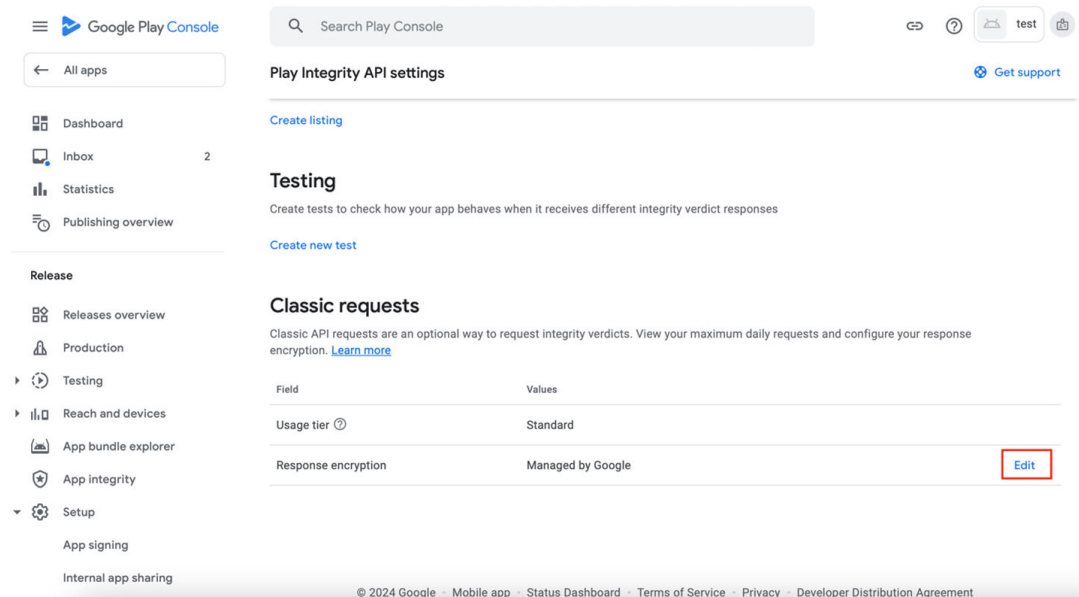 Google Play Console
Search Play Console
test
All apps
Play Integrity API settings
Get support
Dashboard
Inbox 2
Statistics
Publishing overview
Release
Releases overview
Production
Testing
Reach and devices
App bundle explorer
App integrity
Setup
App signing
Internal app sharing
Create listing
Testing
Create tests to check how your app behaves when it receives different integrity verdict responses
Create new test
Classic requests
Classic API requests are an optional way to request integrity verdicts. View your maximum daily requests and configure your response
encryption. Learn more
Field Values
Usage tier Standard
Response encryption Managed by Google Edit
© 2024 Google · Mobile app · Status Dashboard · Terms of Service · Privacy · Developer Distribution Agreement